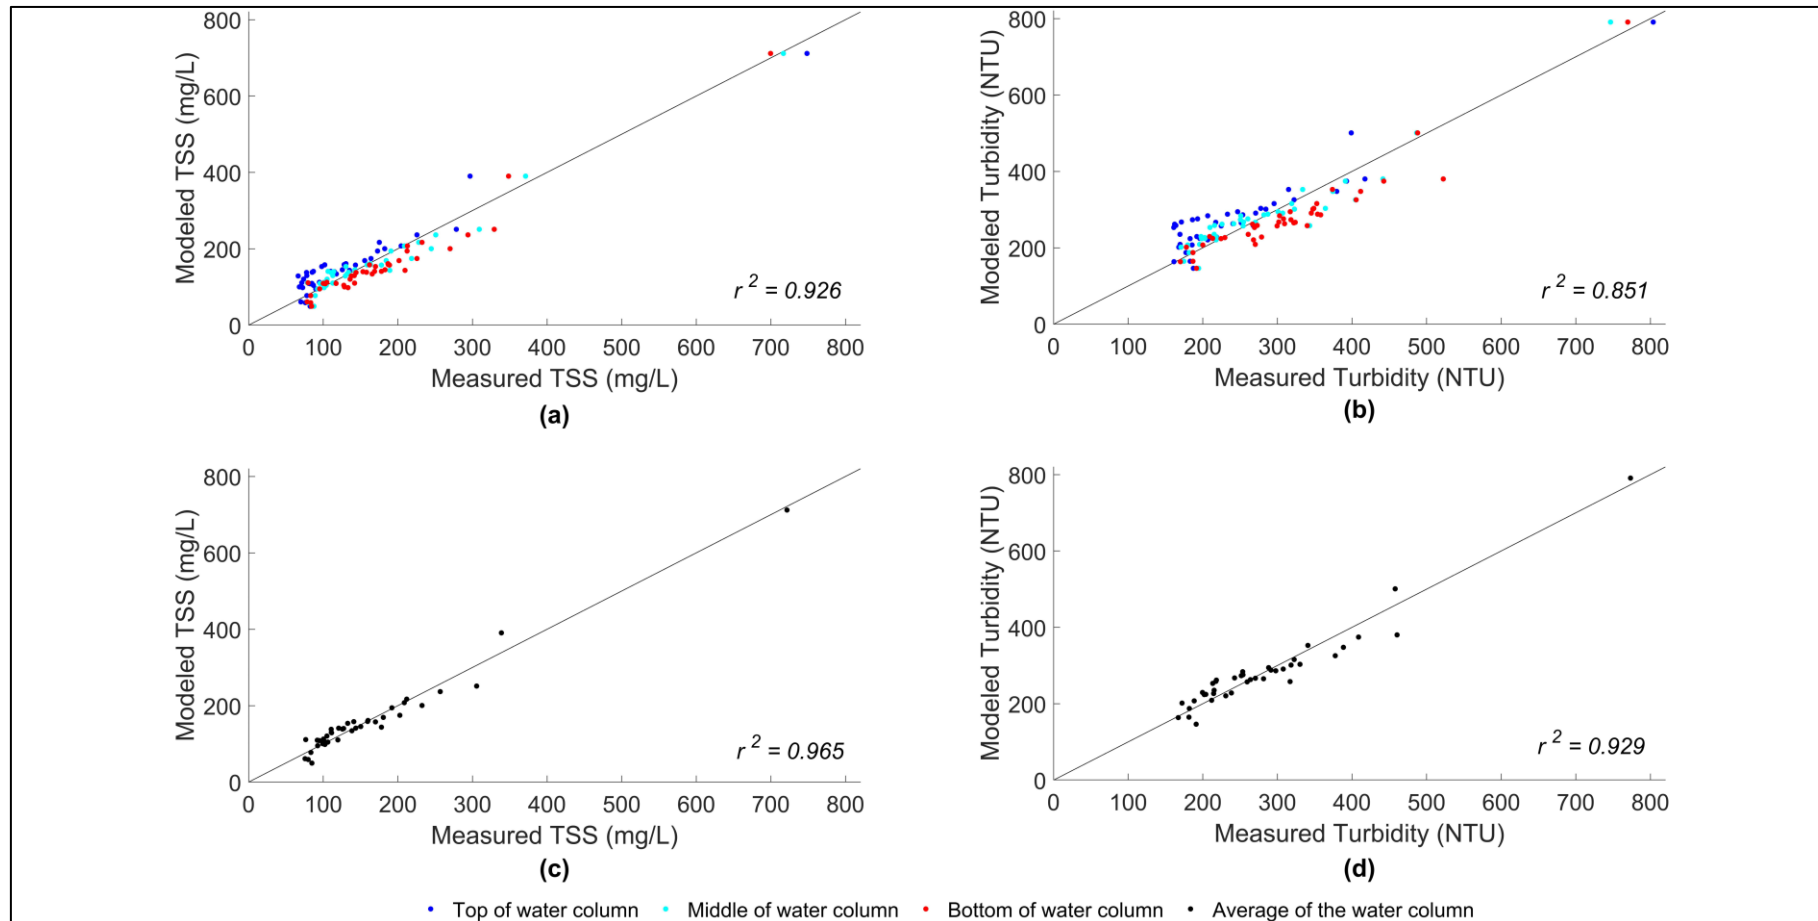 Modeled TSS (mg/L)
800
600
400
200
0
0 100 200 300 400 500 600 700 800
r 2 = 0.926
Measured TSS (mg/L)
(a)
Modeled Turbidity (NTU)
800
600
400
200
0
0 100 200 300 400 500 600 700 800
r 2 = 0.851
Measured Turbidity (NTU)
(b)
Modeled TSS (mg/L)
800
600
400
200
0
0 100 200 300 400 500 600 700 800
r 2 = 0.965
Measured TSS (mg/L)
(c)
Modeled Turbidity (NTU)
800
600
400
200
0
0 100 200 300 400 500 600 700 800
r 2 = 0.929
Measured Turbidity (NTU)
(d)
Top of water column Middle of water column Bottom of water column Average of the water column